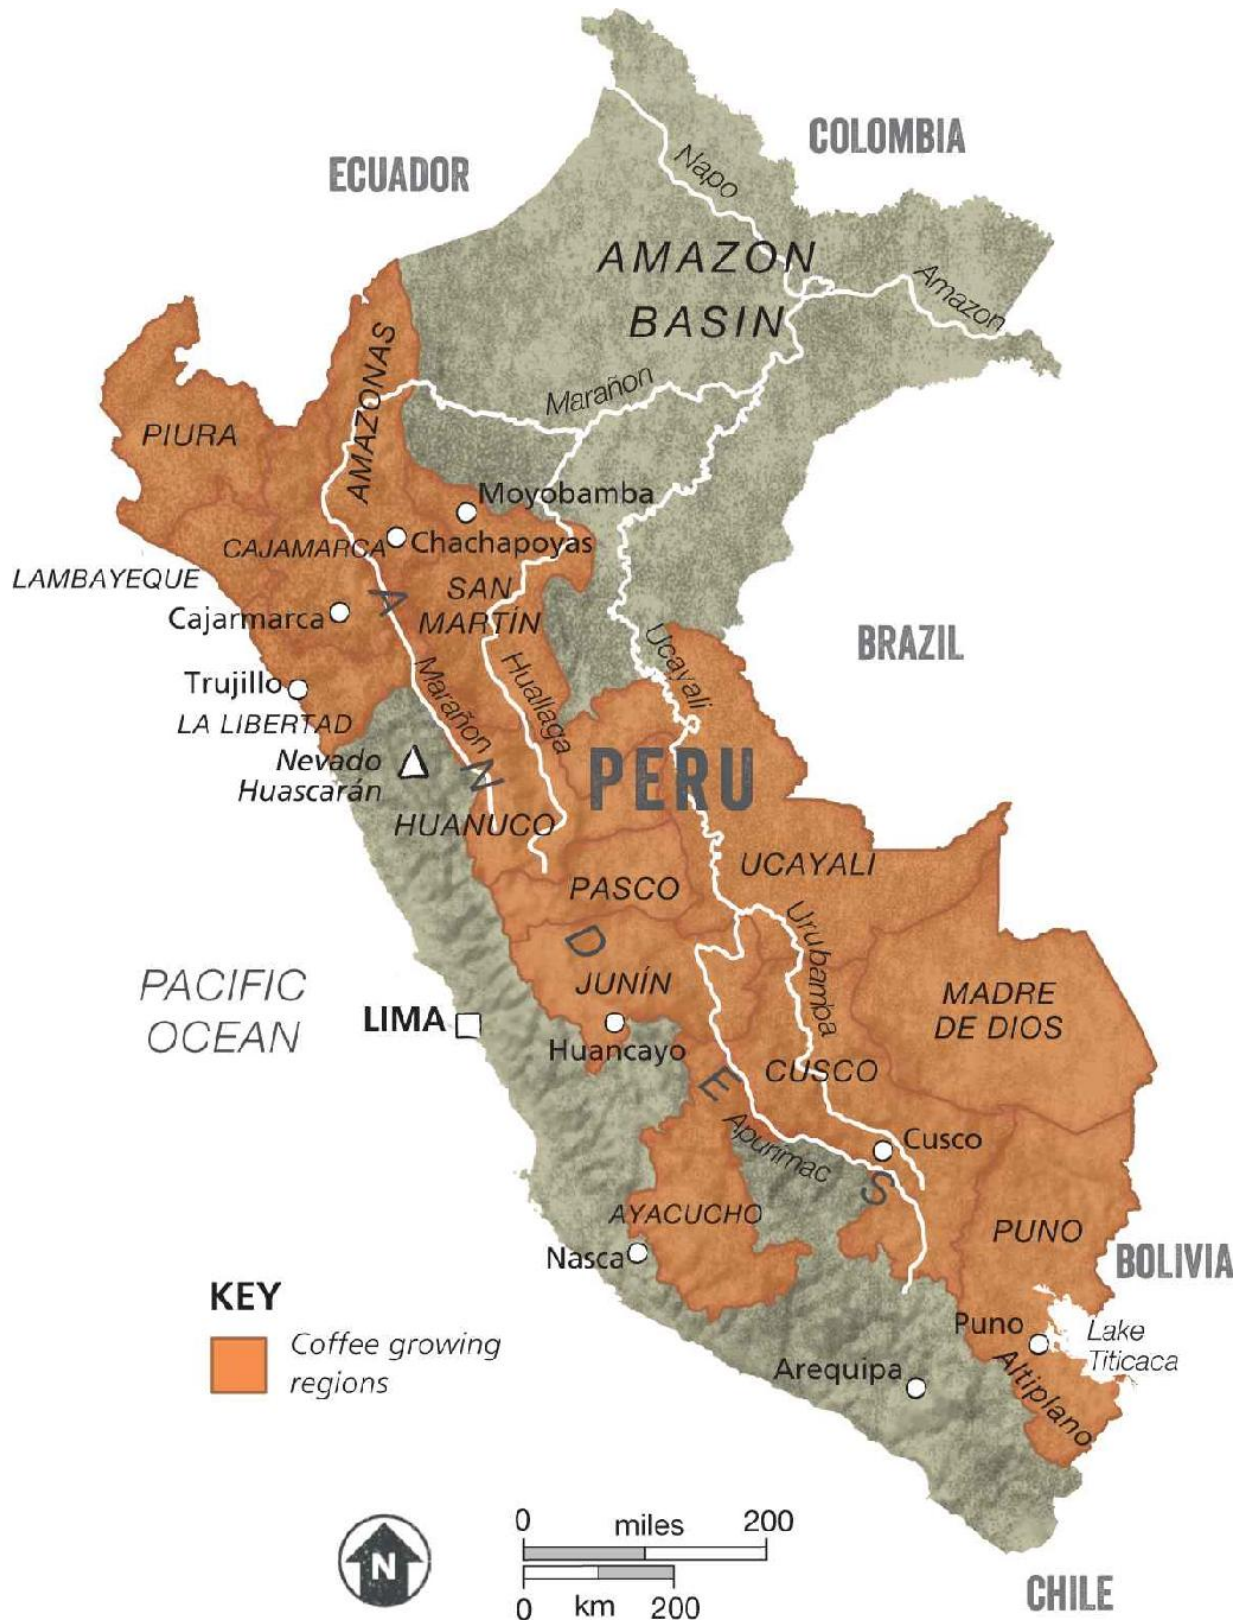 COLOMBIA
ECUADOR
Napo
AMAZON
BASIN
Amazon
Marañon
AMAZONAS
PIURA
Moyobamba
CAJAMARCA
Chachapoyas
LAMBAYEQUE
SAN
MARTÍN
Cajarmarca
BRAZIL
Ucayali
Trujillo
LA LIBERTAD
Marañon
Huallaga
Nevado
Huascarán
PERU
HUANUCO
UCAYALI
PASCO
Urubamba
ANDES
JUNÍN
PACIFIC
OCEAN
MADRE
DE DIOS
LIMA
Huancayo
CUSCO
Apurímac
Cusco
AYACUCHO
PUNO
Nasca
BOLIVIA
KEY
Coffee growing
regions
Puno
Lake
Titicaca
Altiplano
Arequipa
N
0 miles 200
0 km 200
CHILE